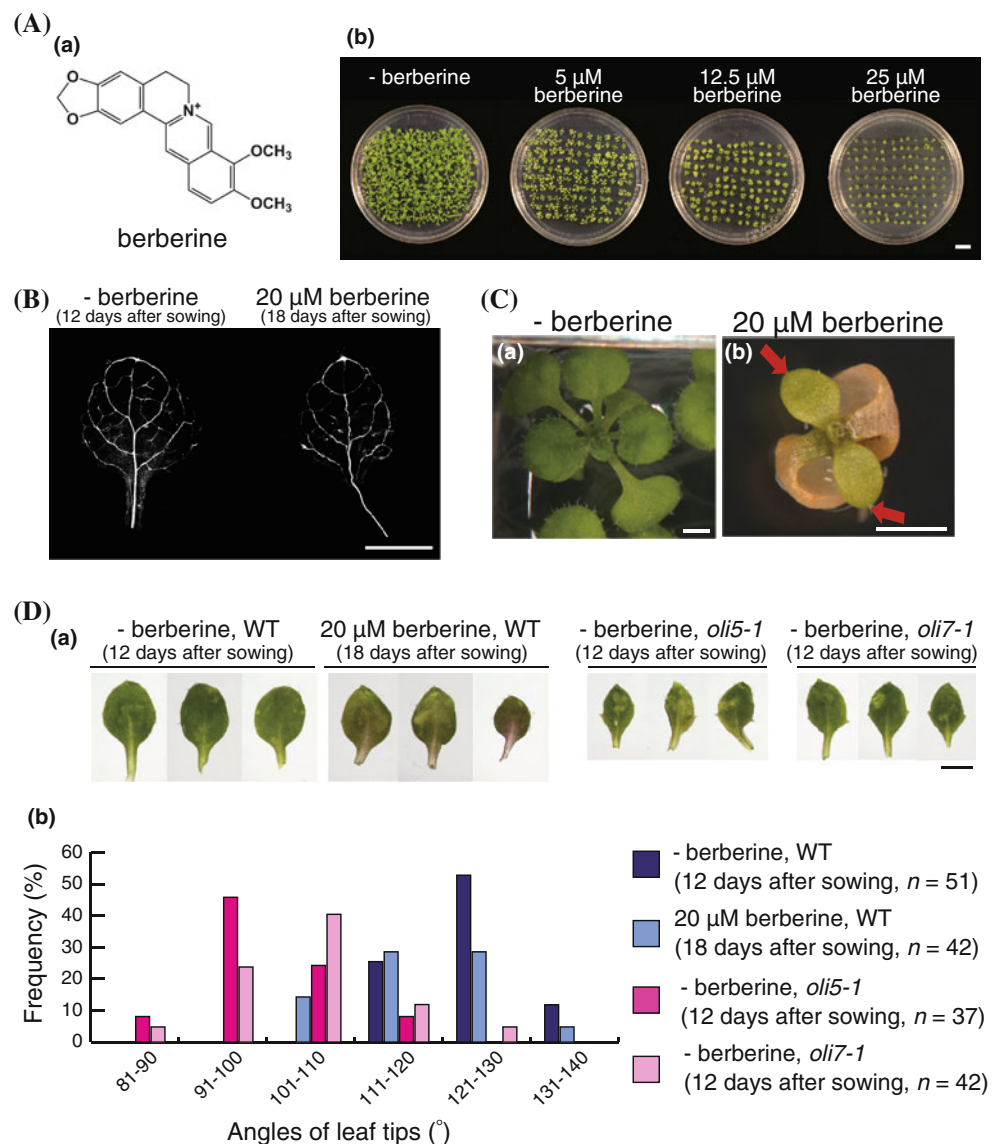 (A)
(a)
O
O
N+
OCH3
OCH3
berberine
(b)
- berberine
5 µM
berberine
12.5 µM
berberine
25 µM
berberine
(B)
- berberine
(12 days after sowing)
20 µM berberine
(18 days after sowing)
(C)
- berberine
(a)
20 µM berberine
(b)
(D)
(a)
- berberine, WT
(12 days after sowing)
20 µM berberine, WT
(18 days after sowing)
- berberine, oli5-1
(12 days after sowing)
- berberine, oli7-1
(12 days after sowing)
(b)
Frequency (%)
60
50
40
30
20
10
0
81-90
91-100
101-110
111-120
121-130
131-140
Angles of leaf tips (°)
- berberine, WT
(12 days after sowing, n = 51)
20 µM berberine, WT
(18 days after sowing, n = 42)
- berberine, oli5-1
(12 days after sowing, n = 37)
- berberine, oli7-1
(12 days after sowing, n = 42)